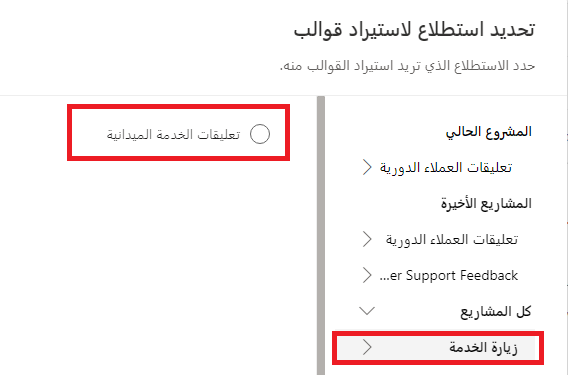 تحديد استطلاع لاستيراد قوالب
حدد الاستطلاع الذي تريد استيراد القوالب منه.
المشروع الحالي
تعليقات العملاء الدورية
المشاريع الأخيرة
تعليقات العملاء الدورية
...er Support Feedback
كل المشاريع
زيارة الخدمة
تعليقات الخدمة الميدانية